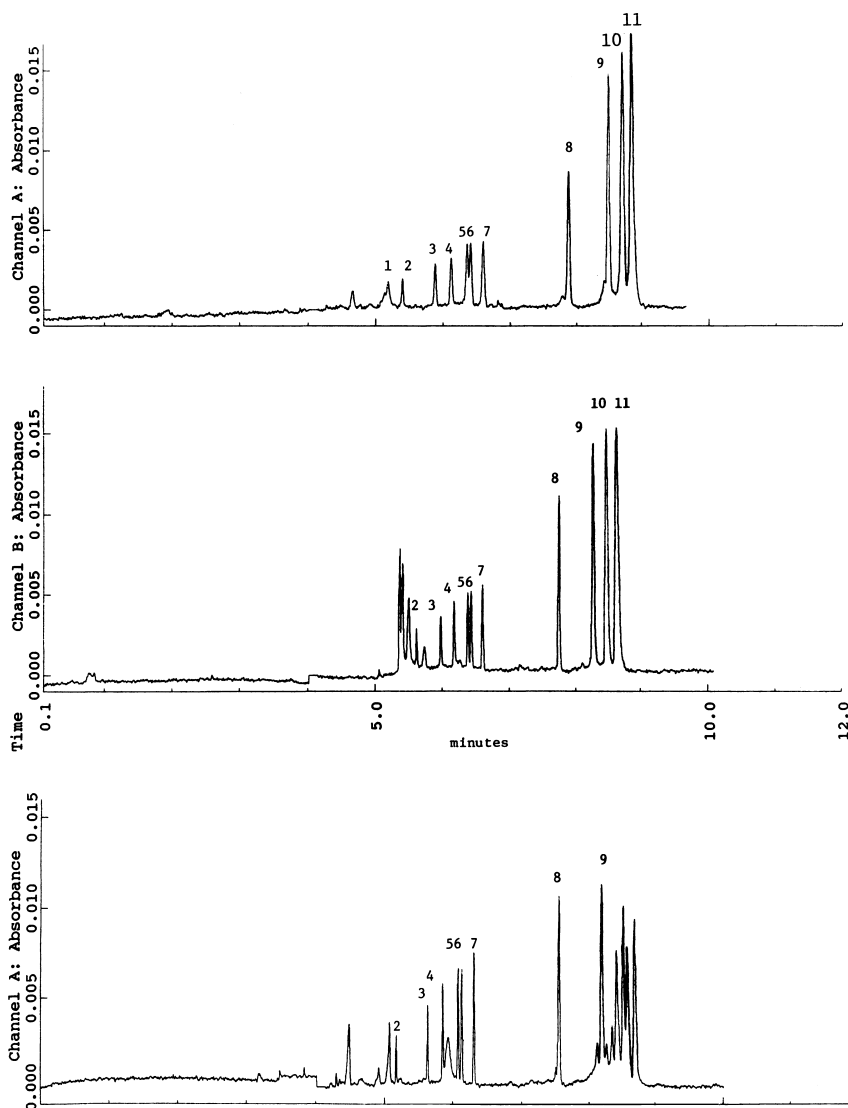 11
10
9
8
56 7
3 4
1 2
Channel A: Absorbance
0.000 0.005 0.010 0.015
10 11
9
8
7
56
4
2 3
Channel B: Absorbance
0.000 0.005 0.010 0.015
Time 0.1 5.0 10.0 12.0
minutes
9
8
56 7
4
3
2
Channel A: Absorbance
0.000 0.005 0.010 0.015